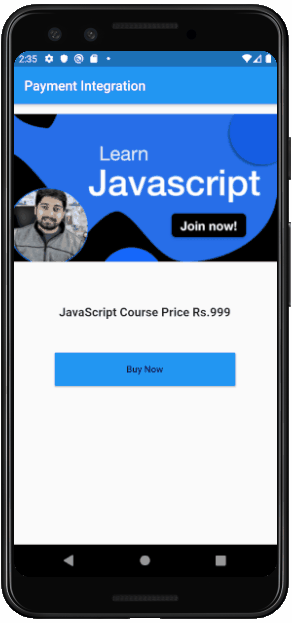 2:35
Payment Integration
Learn
Javascript
Join now!
JavaScript Course Price Rs.999
Buy Now